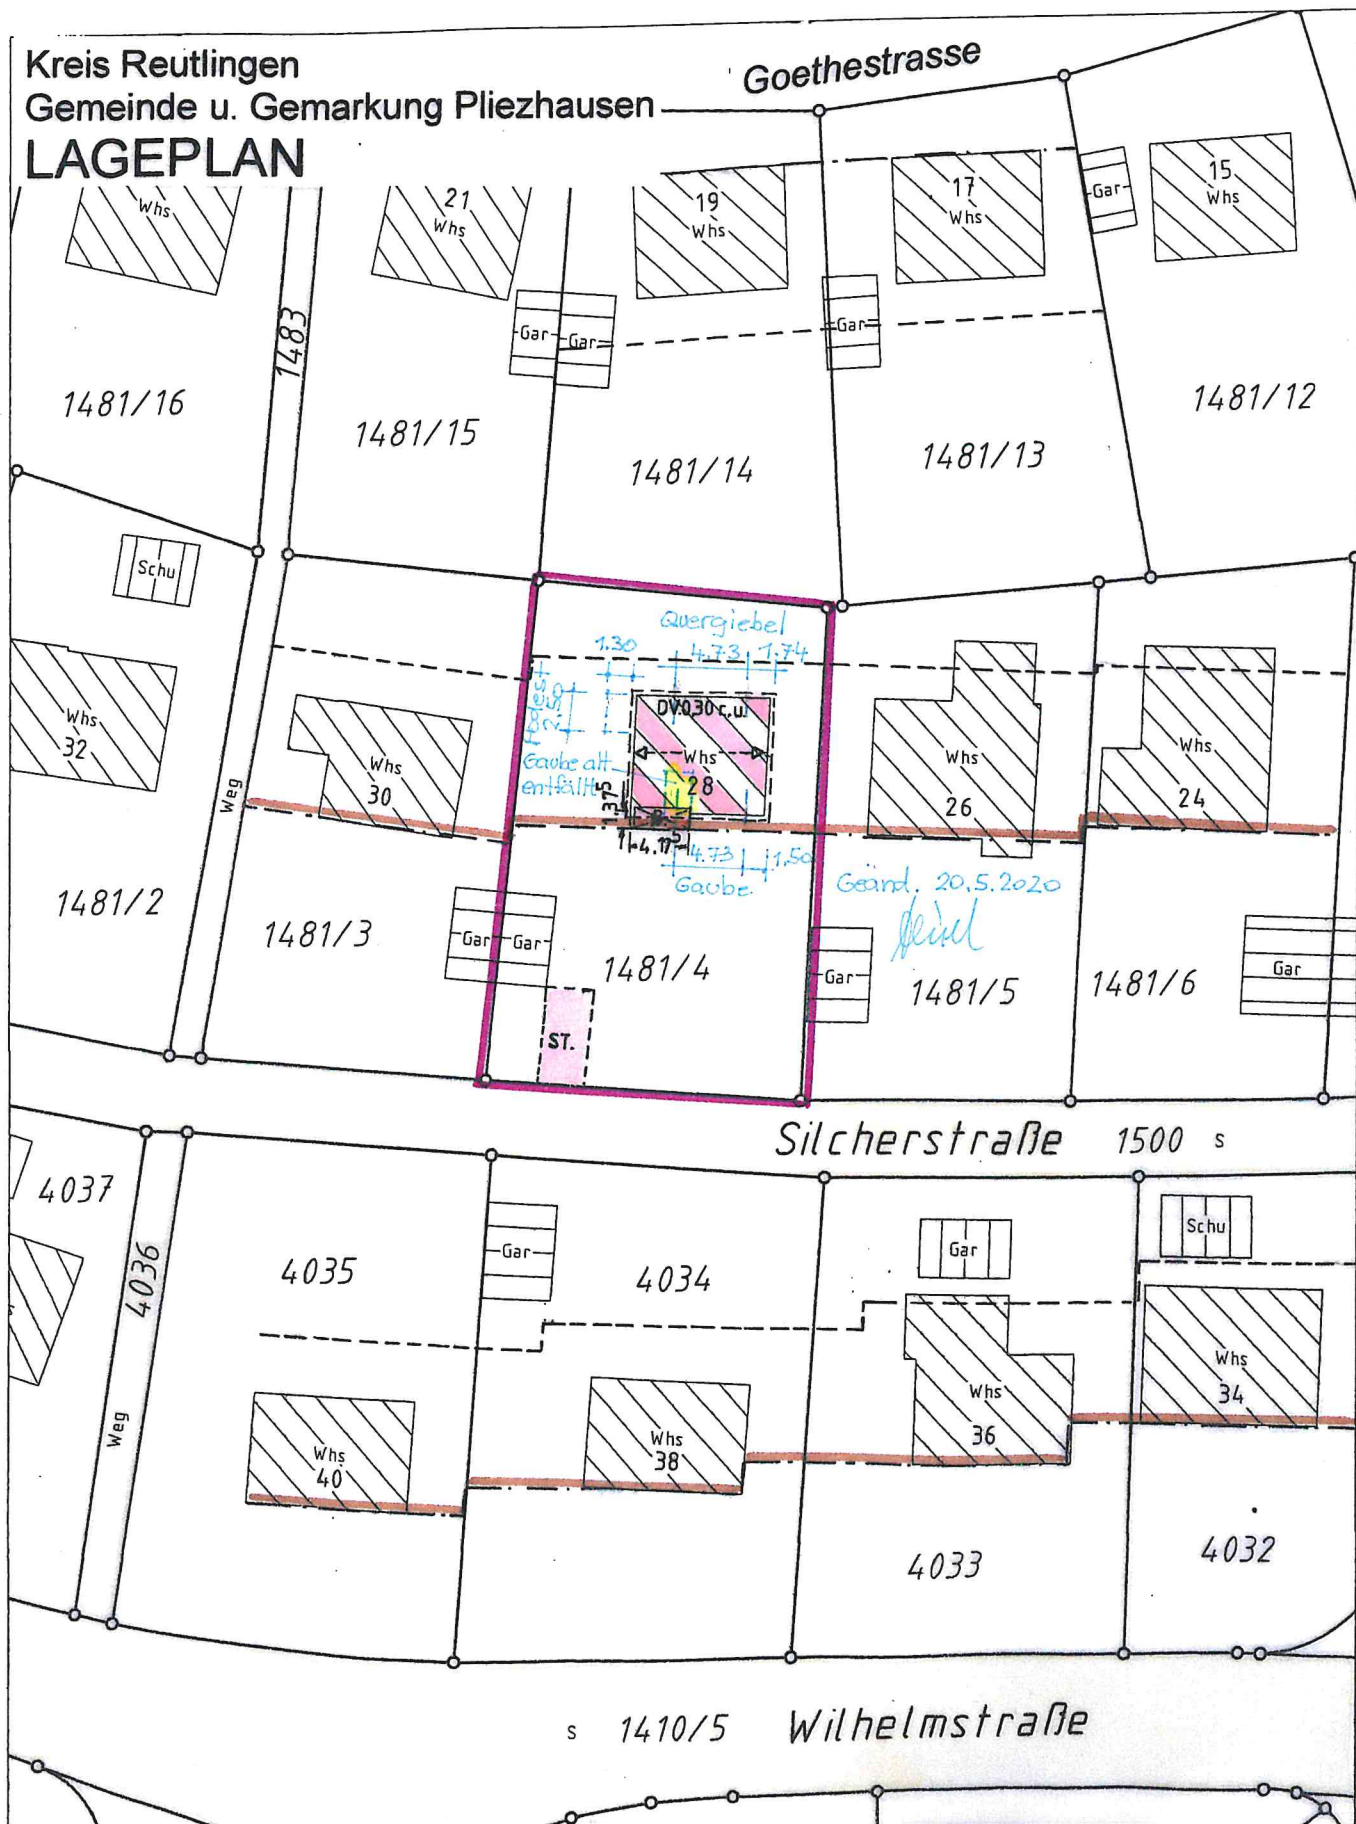 Kreis Reutlingen
Gemeinde u. Gemarkung Pliezhausen
LAGEPLAN
Goethestrasse
Whs
21
Whs
19
Whs
17
Whs
Gar
15
Whs
1483
Gar
Gar
Gar
1481/16
1481/15
1481/14
1481/13
1481/12
Schu
Quergiebel
1.30
4.73
1.74
DV.0,30 r.u.
Whs
32
Weg
Whs
30
Gaube alt
entfällt
Whs
28
Whs
26
Whs
24
1.37⁵
4.17⁵
4.73
1.50
Gaube
Geänd. 20.5.2020
1481/2
1481/3
Gar
Gar
1481/4
Gar
1481/5
1481/6
Gar
ST.
Silcherstraße 1500 s
4037
4036
4035
Gar
4034
Gar
Schu
Weg
Whs
40
Whs
38
Whs
36
Whs
34
4033
4032
s 1410/5 Wilhelmstraße